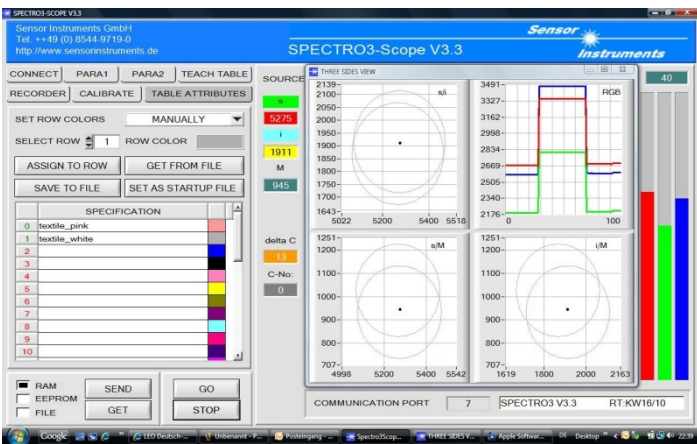 SPECTRO3-SCOPE V3.3
Sensor Instruments GmbH
Tel. ++49 (0) 8544-9719-0
http://www.sensorinstruments.de
SPECTRO3-Scope V3.3
Sensor
Instruments
CONNECT PARA1 PARA2 TEACH TABLE
RECORDER CALIBRATE TABLE ATTRIBUTES
SET ROW COLORS MANUALLY
SELECT ROW 1 ROW COLOR
ASSIGN TO ROW GET FROM FILE
SAVE TO FILE SET AS STARTUP FILE
SPECIFICATION
0 textile_pink
1 textile_white
2
3
4
5
6
7
8
9
10
RAM
EEPROM
FILE
SEND GO
GET STOP
SOURCE
s
5275
i
1911
M
945
delta C
13
C-No:
0
THREE SIDES VIEW
s/i
2139
2100
2050
2000
1950
1900
1850
1800
1750
1700
1643
5022 5200 5400 5518
RGB
3491
3327
3162
2998
2834
2669
2505
2340
2176
0 100
s/M
1251
1200
1100
1000
900
800
707
4998 5200 5400 5542
i/M
1251
1200
1100
1000
900
800
707
1619 1800 2000 2163
40
COMMUNICATION PORT 7 SPECTRO3 V3.3 RT:KW16/10
Google
LEO Deutsch-...
Unbenannt - P...
Posteingang - ...
Spectro3Scop...
THREE SIDES V...
Apple Softwar...
DE Desktop